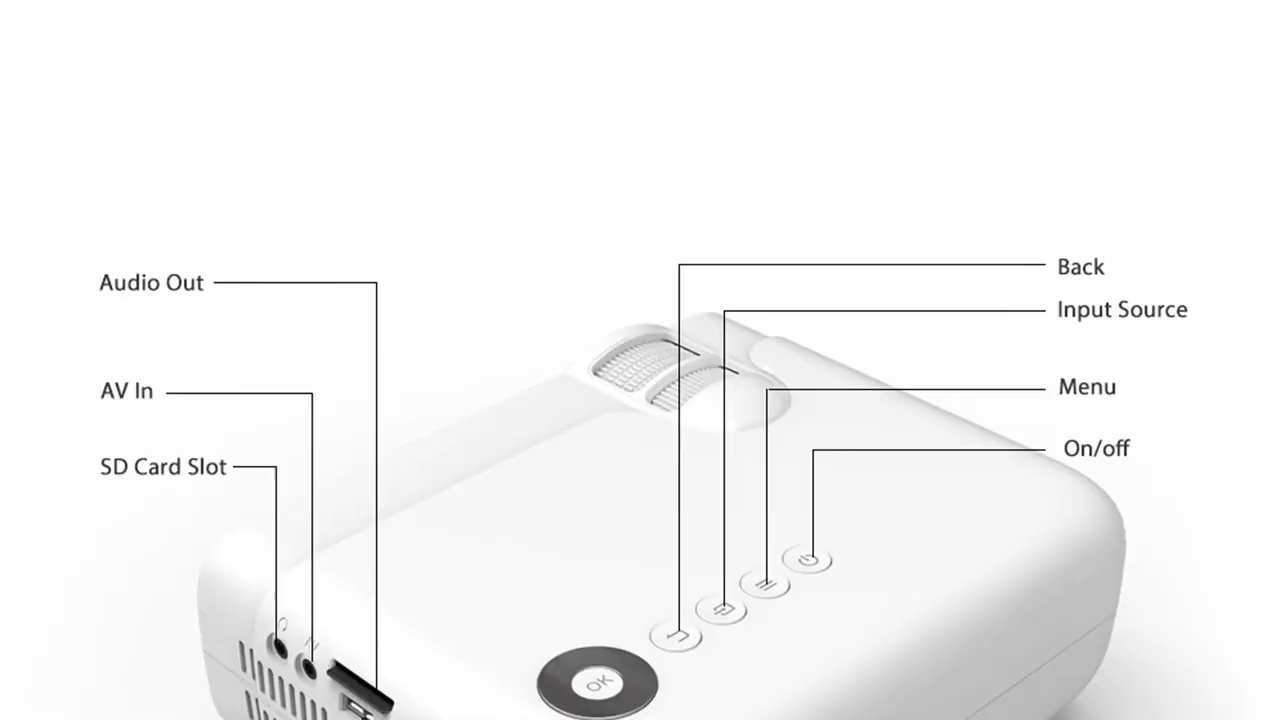 Back
Audio Out
Input Source
AV In
Menu
On/off
SD Card Slot
OK